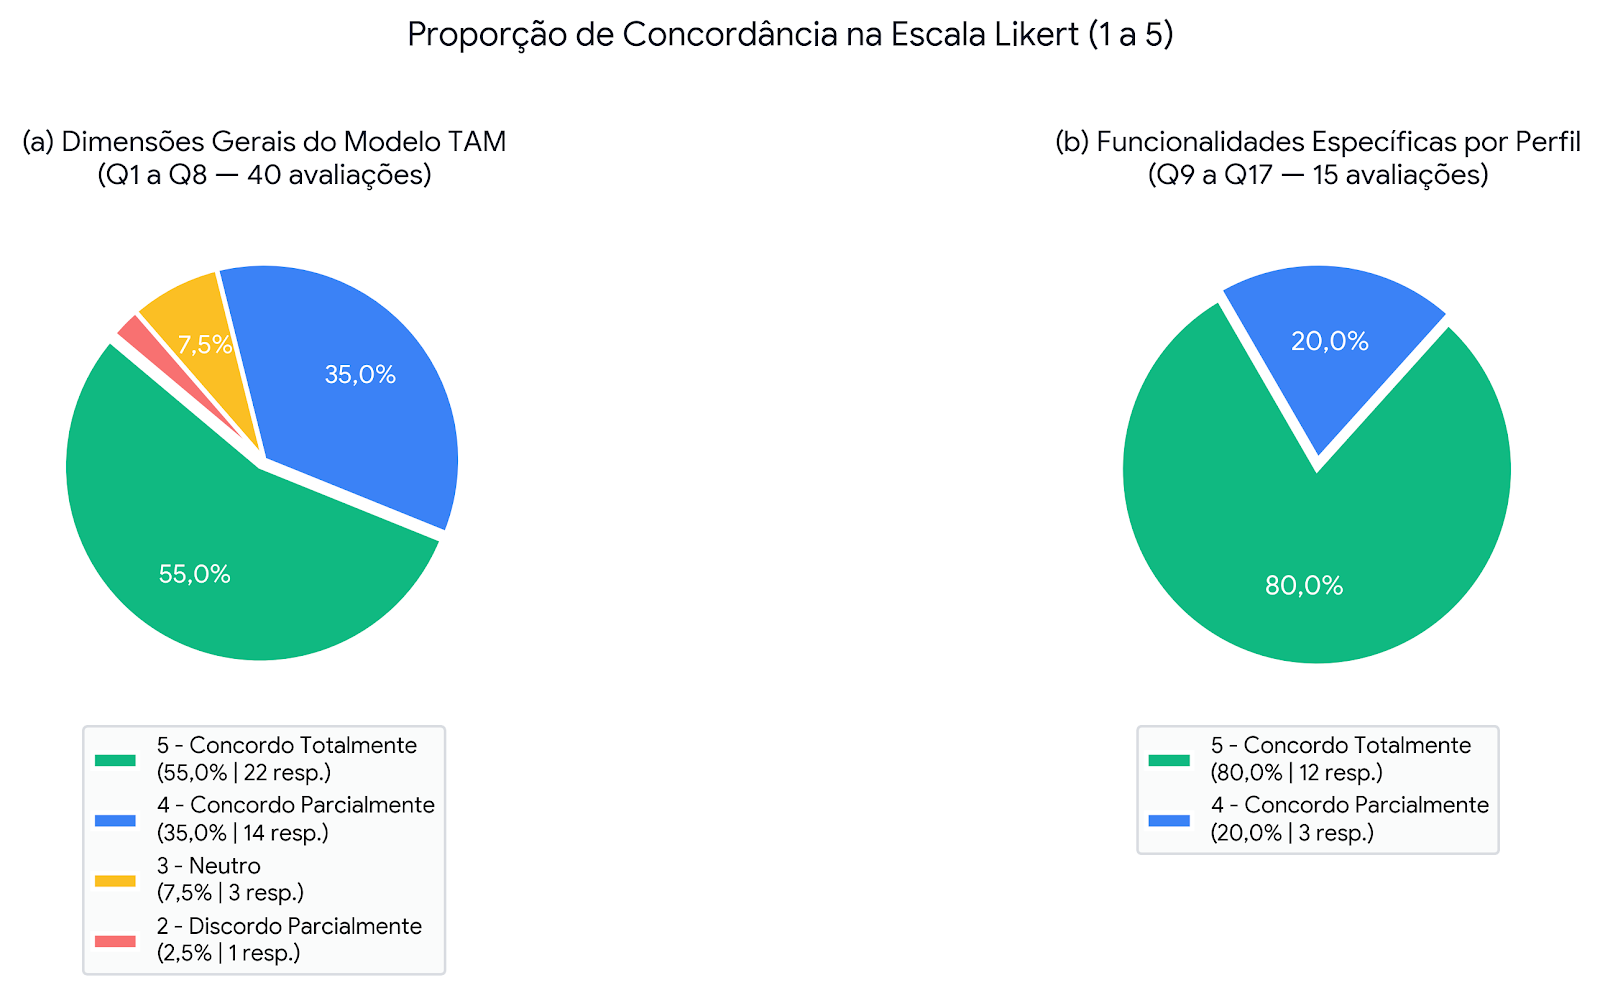 Proporção de Concordância na Escala Likert (1 a 5)
(a) Dimensões Gerais do Modelo TAM
(Q1 a Q8 — 40 avaliações)
7,5%
35,0%
55,0%
5 - Concordo Totalmente
(55,0% | 22 resp.)
4 - Concordo Parcialmente
(35,0% | 14 resp.)
3 - Neutro
(7,5% | 3 resp.)
2 - Discordo Parcialmente
(2,5% | 1 resp.)
(b) Funcionalidades Específicas por Perfil
(Q9 a Q17 — 15 avaliações)
20,0%
80,0%
5 - Concordo Totalmente
(80,0% | 12 resp.)
4 - Concordo Parcialmente
(20,0% | 3 resp.)